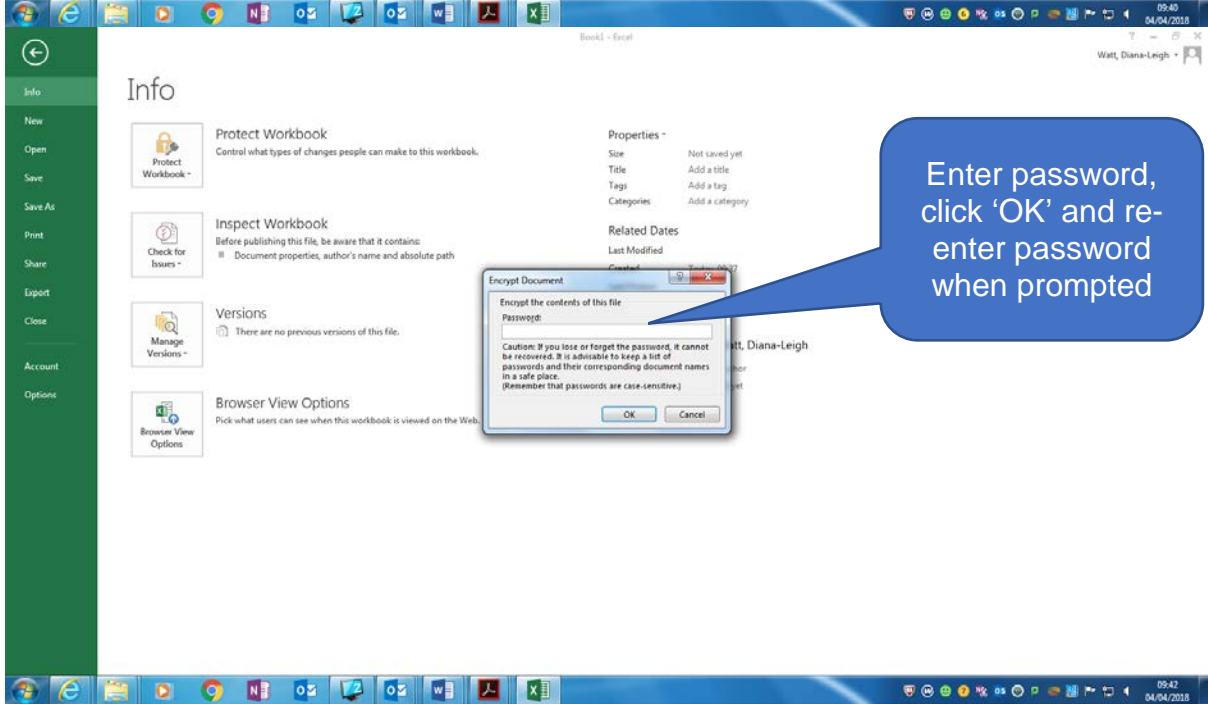 09:40
04/04/2018
Book1 - Excel
Watt, Diana-Leigh
Info
Info
New
Open
Save
Save As
Print
Share
Export
Close
Account
Options
Protect
Workbook
Protect Workbook
Control what types of changes people can make to this workbook.
Check for
Issues
Inspect Workbook
Before publishing this file, be aware that it contains:
Document properties, author's name and absolute path
Manage
Versions
Versions
There are no previous versions of this file.
Browser View
Options
Browser View Options
Pick what users can see when this workbook is viewed on the Web.
Properties
Size Not saved yet
Title Add a title
Tags Add a tag
Categories Add a category
Related Dates
Last Modified
Created Today, 09:37
Watt, Diana-Leigh
Encrypt Document
Encrypt the contents of this file
Password:
Caution: If you lose or forget the password, it cannot
be recovered. It is advisable to keep a list of
passwords and their corresponding document names
in a safe place.
(Remember that passwords are case-sensitive.)
OK Cancel
Enter password,
click ‘OK’ and re-
enter password
when prompted
09:42
04/04/2018